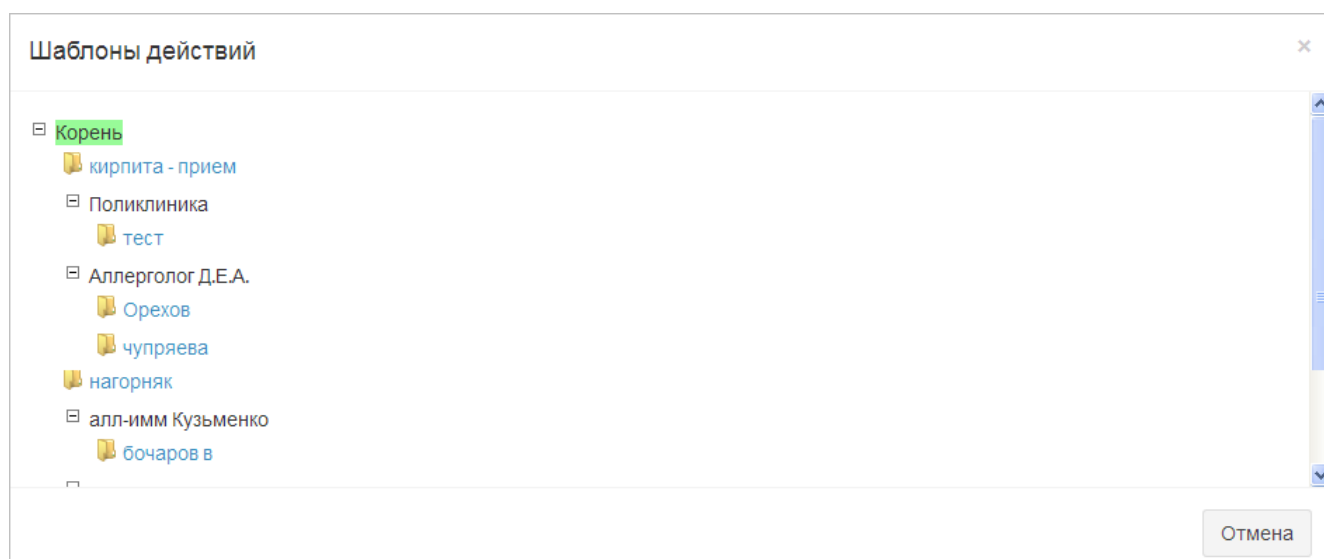 Шаблоны действий
×
Корень
кирпита - прием
Поликлиника
тест
Аллерголог Д.Е.А.
Орехов
чупряева
нагорняк
алл-имм Кузьменко
бочаров в
Отмена